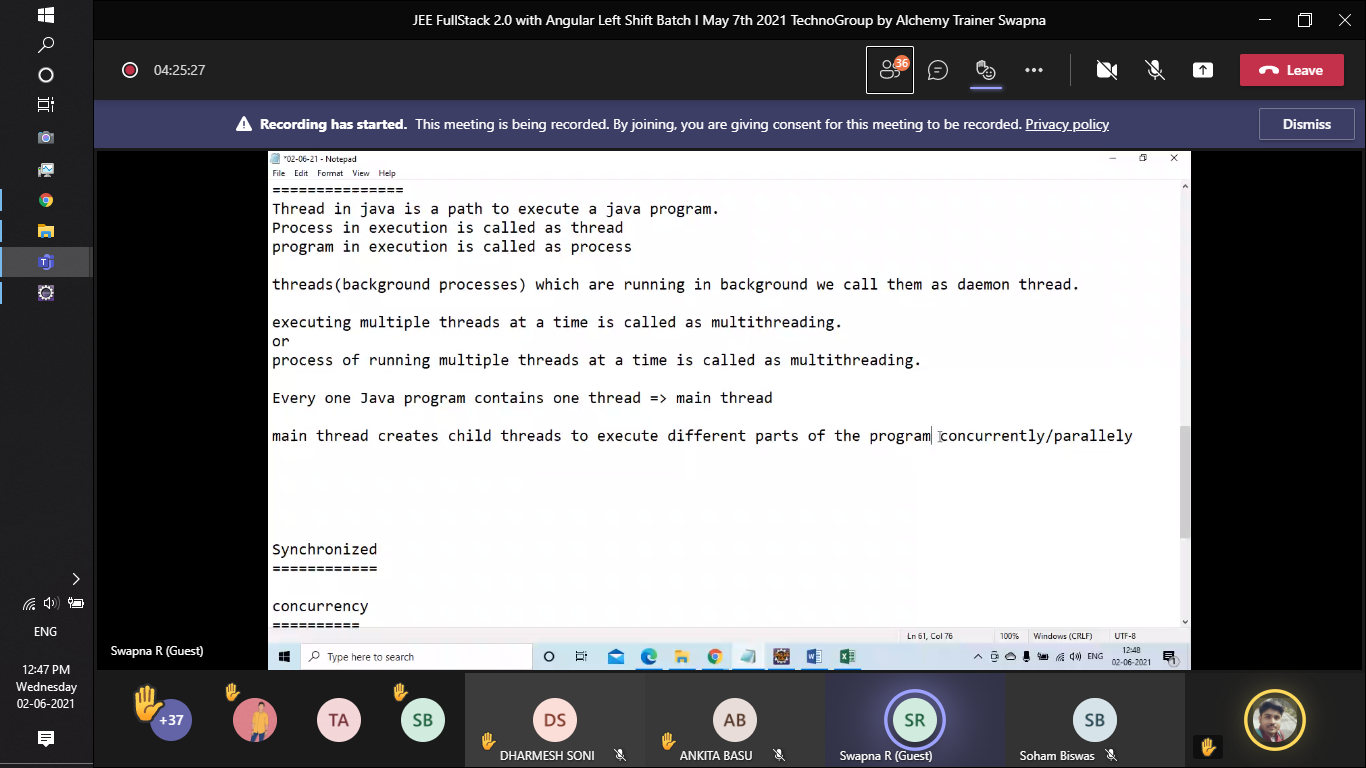 JEE FullStack 2.0 with Angular Left Shift Batch I May 7th 2021 TechnoGroup by Alchemy Trainer Swapna
04:25:27
36
Leave
Recording has started. This meeting is being recorded. By joining, you are giving consent for this meeting to be recorded. Privacy policy
Dismiss
*02-06-21 - Notepad
File Edit Format View Help
===============
Thread in java is a path to execute a java program.
Process in execution is called as thread
program in execution is called as process
threads(background processes) which are running in background we call them as daemon thread.
executing multiple threads at a time is called as multithreading.
or
process of running multiple threads at a time is called as multithreading.
Every one Java program contains one thread => main thread
main thread creates child threads to execute different parts of the program concurrently/parallely
Synchronized
============
concurrency
==========
Ln 61, Col 76 100% Windows (CRLF) UTF-8
Type here to search
ENG
12:48
02-06-2021
1
Swapna R (Guest)
ENG
12:47 PM
Wednesday
02-06-2021
+37
TA
SB
DS
DHARMESH SONI
AB
ANKITA BASU
SR
Swapna R (Guest)
SB
Soham Biswas